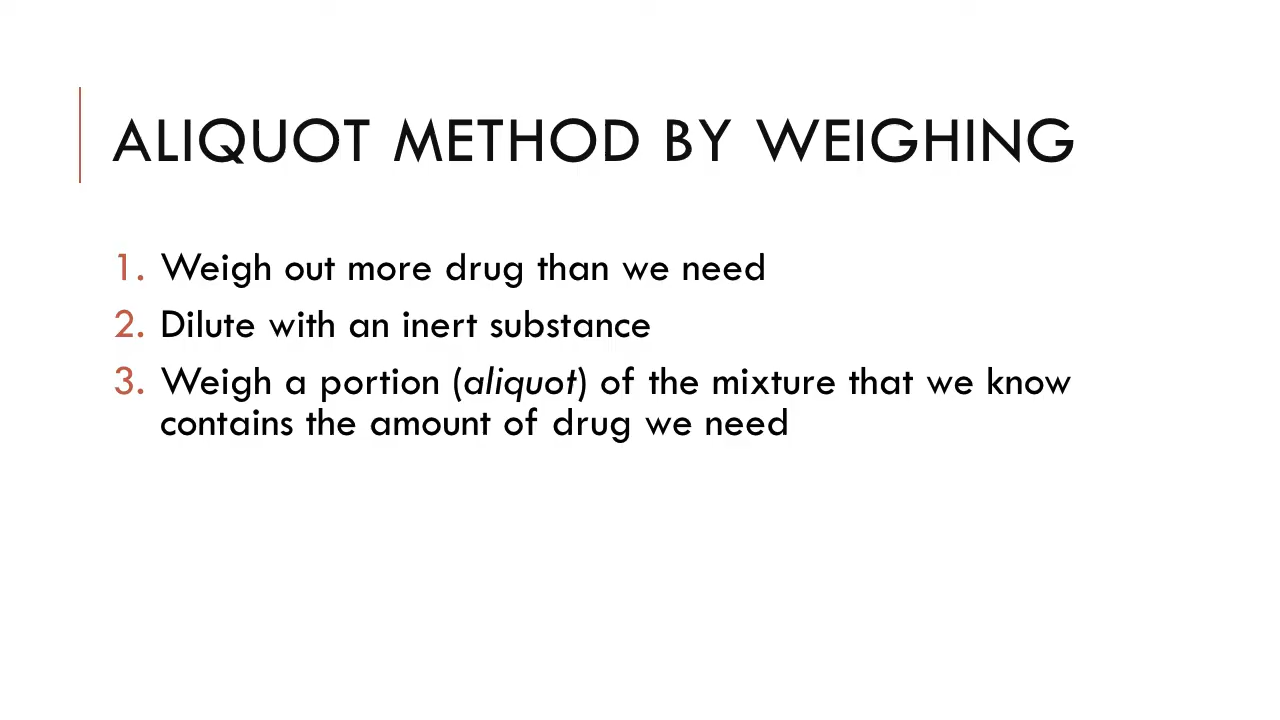 ALIQUOT METHOD BY WEIGHING
1. Weigh out more drug than we need
2. Dilute with an inert substance
3. Weigh a portion (aliquot) of the mixture that we know
contains the amount of drug we need